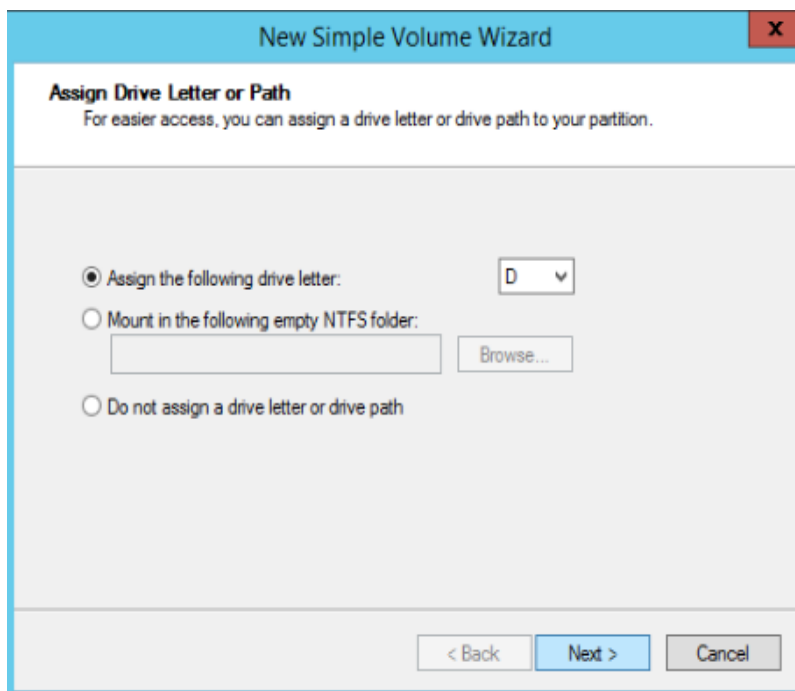 New Simple Volume Wizard
x
Assign Drive Letter or Path
For easier access, you can assign a drive letter or drive path to your partition.
Assign the following drive letter: D
Mount in the following empty NTFS folder:
Browse...
Do not assign a drive letter or drive path
< Back Next > Cancel